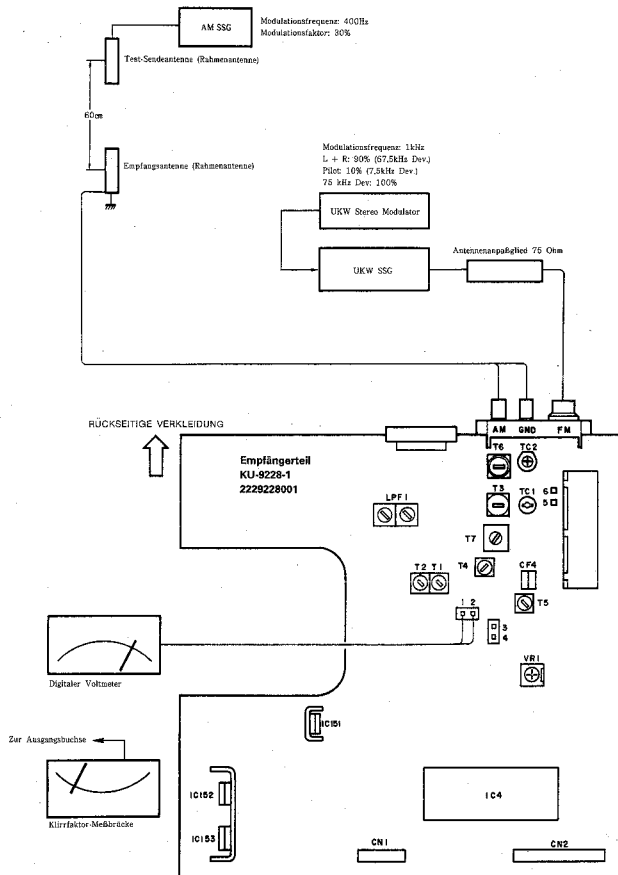 AM SSG
Modulationsfrequenz: 400Hz
Modulationsfaktor: 30%
Test-Sendeantenne (Rahmenantenne)
60cm
Empfangsantenne (Rahmenantenne)
Modulationsfrequenz: 1kHz
L + R: 90% (67,5kHz Dev.)
Pilot: 10% (7,5kHz Dev.)
75 kHz Dev: 100%
UKW Stereo Modulator
UKW SSG
Antennenanpaßglied 75 Ohm
RÜCKSEITIGE VERKLEIDUNG
AM GND FM
Empfängerteil
KU-9228-1
2229228001
T6 TC2
T3 TC1 6
5
LPF1
T7
T2 T1
T4
CF4
T5
1 2
3
4
VR1
Digitaler Voltmeter
Zur Ausgangsbuchse
Klirrfaktor-Meßbrücke
IC151
IC152
IC153
IC4
CN1
CN2